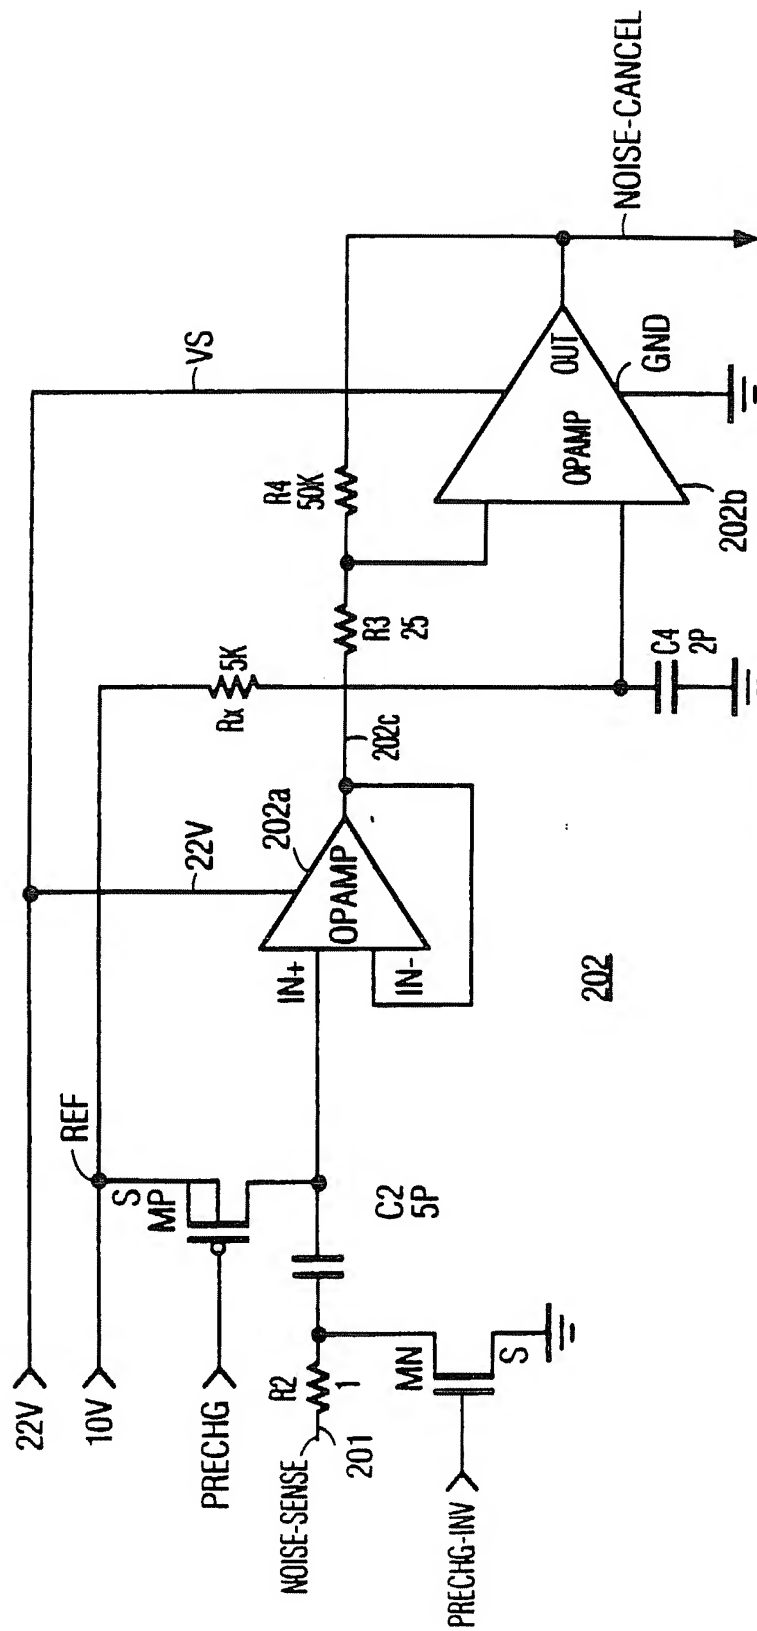 22V
10V
PRECHG
NOISE-SENSE
201
PRECHG-INV
R2
1
REF
S
MP
C2
5P
MN
S
22V
202a
OPAMP
IN+
IN-
202
Rx
5K
202c
R3
25
R4
50K
C4
2P
VS
OPAMP
OUT
GND
202b
NOISE-CANCEL